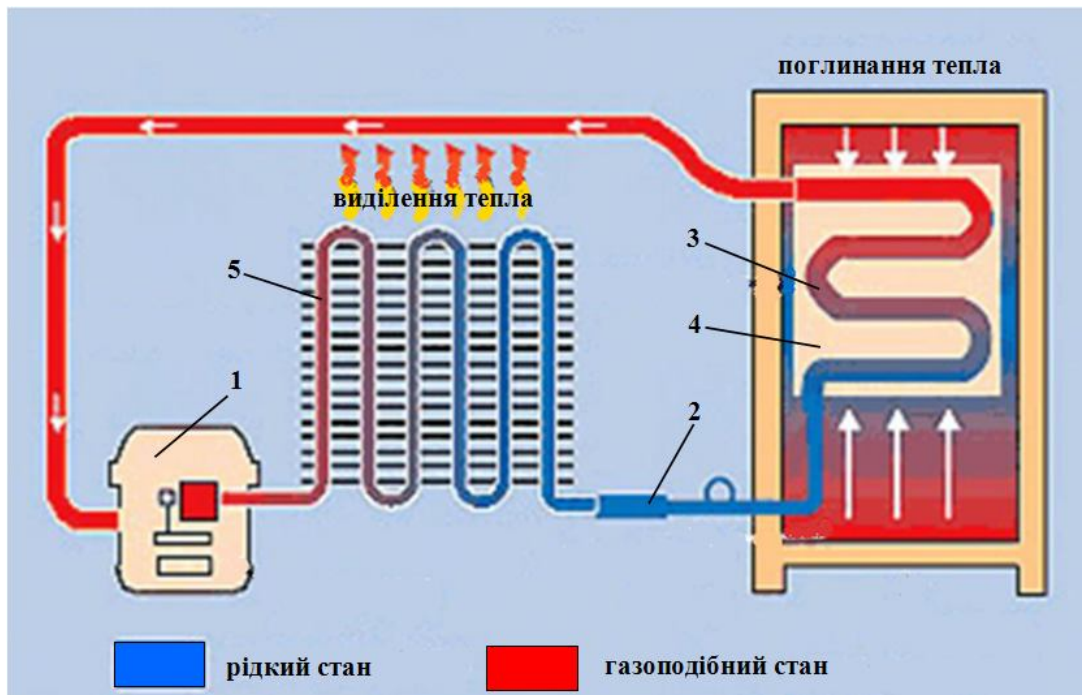 поглинання тепла
виділення тепла
3
5
4
1
2
рідкий стан
газоподібний стан